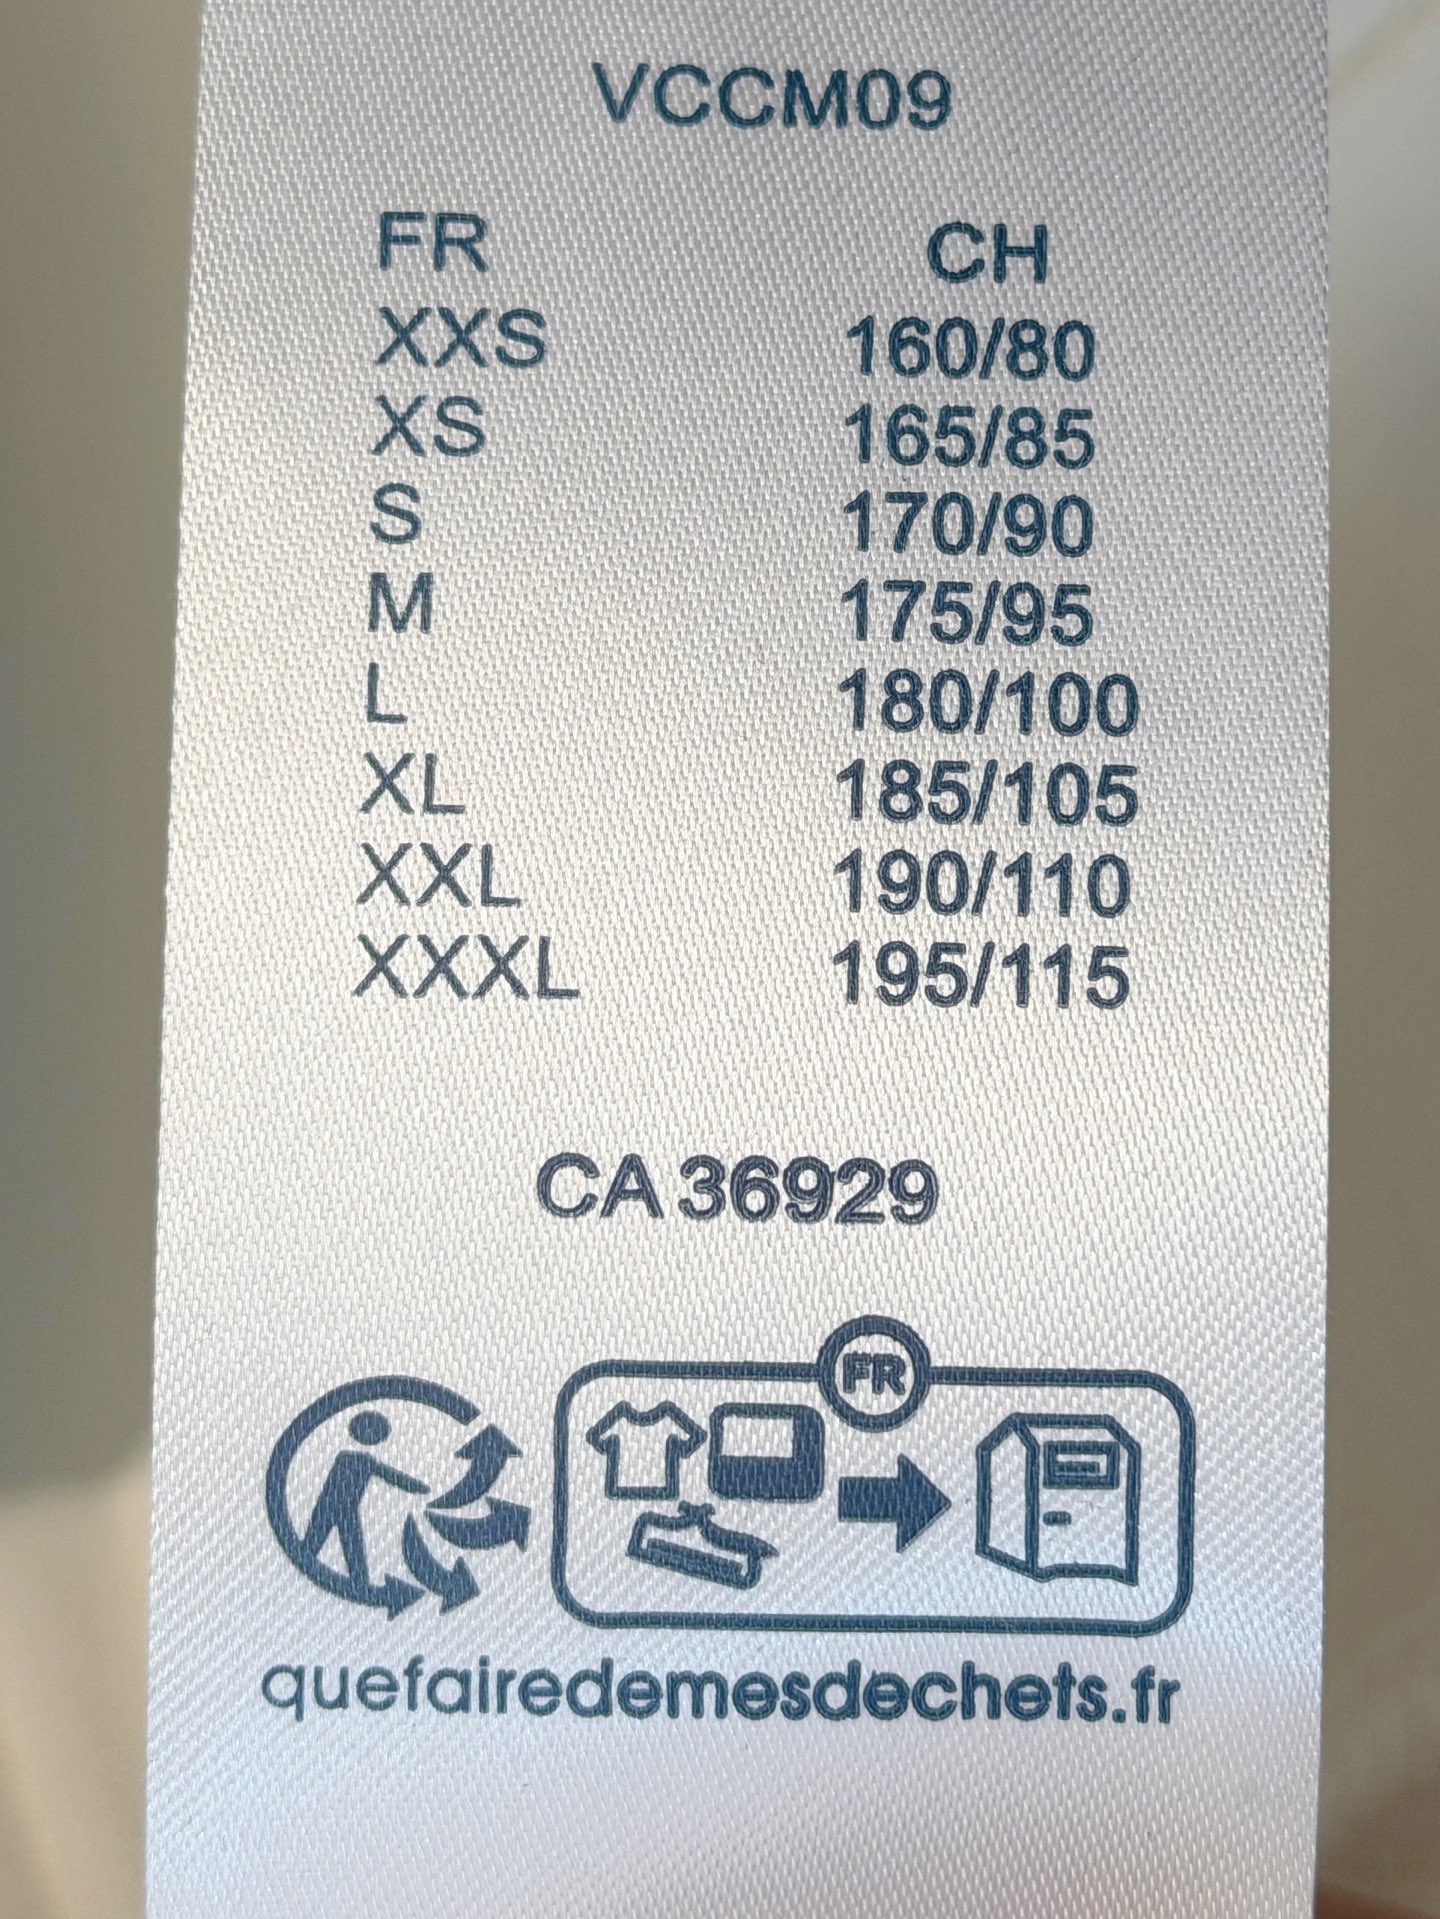 VCCM09
FR CH
XXS 160/80
XS 165/85
S 170/90
M 175/95
L 180/100
XL 185/105
XXL 190/110
XXXL 195/115
CA 36929
FR
quefairedemesdechets.fr